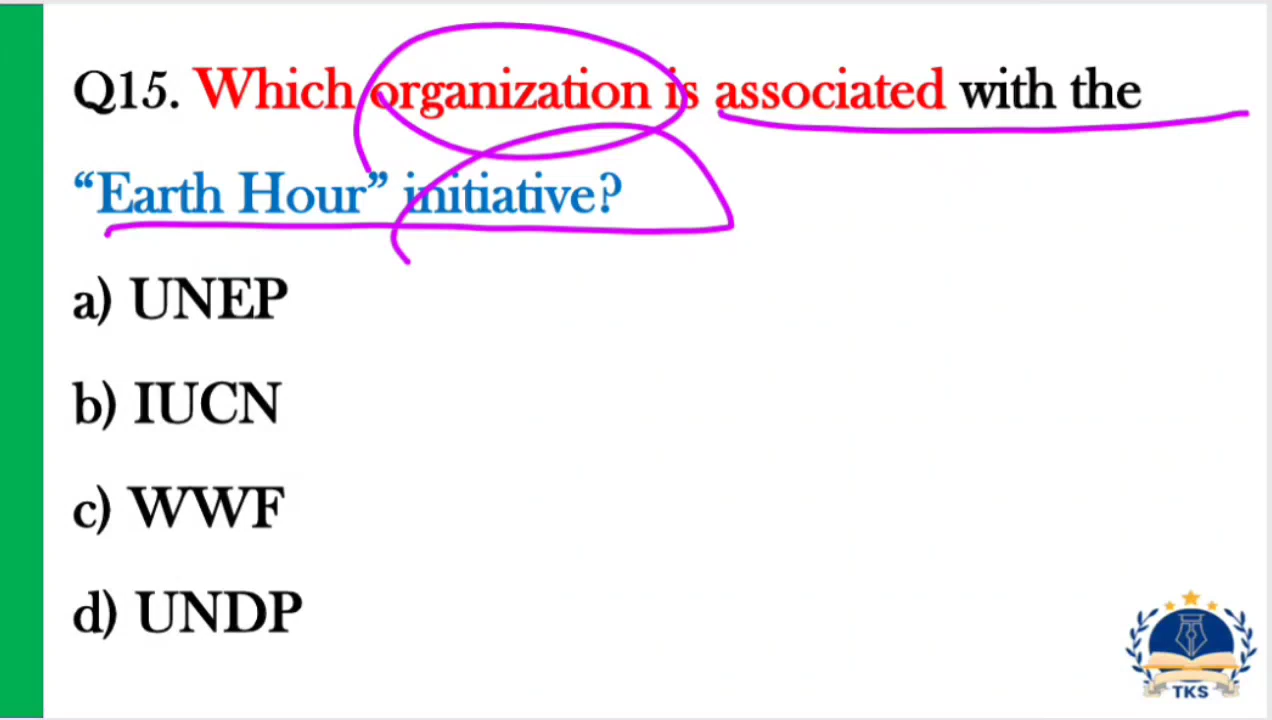 Q15. Which organization is associated with the
“Earth Hour” initiative?
a) UNEP
b) IUCN
c) WWF
d) UNDP
TKS